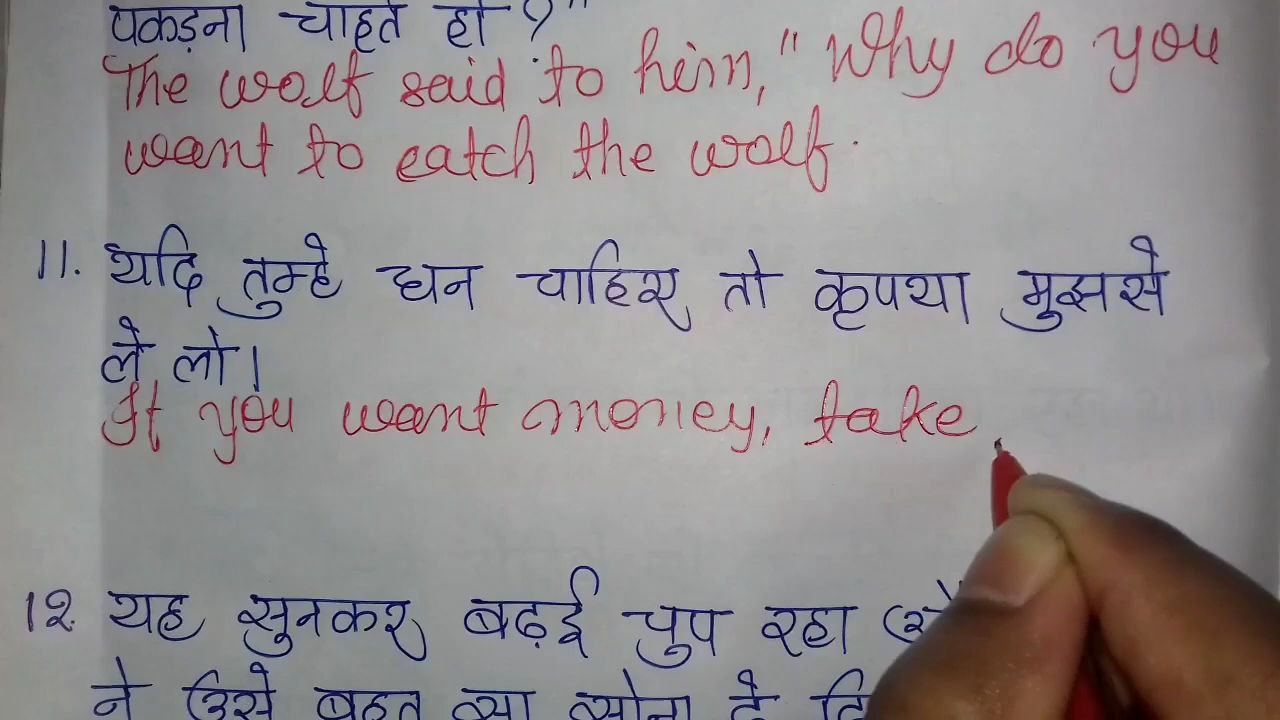 पकड़ना चाहते हो ?"
The wolf said to him, " Why do you
want to catch the wolf.
11. यदि तुम्हे धन चाहिए तो कृपया मुझसे
ले लो।
If you want money, take
12. यह सुनकर बढ़ई चुप रहा
ने उसे बहुत सा सोना दे